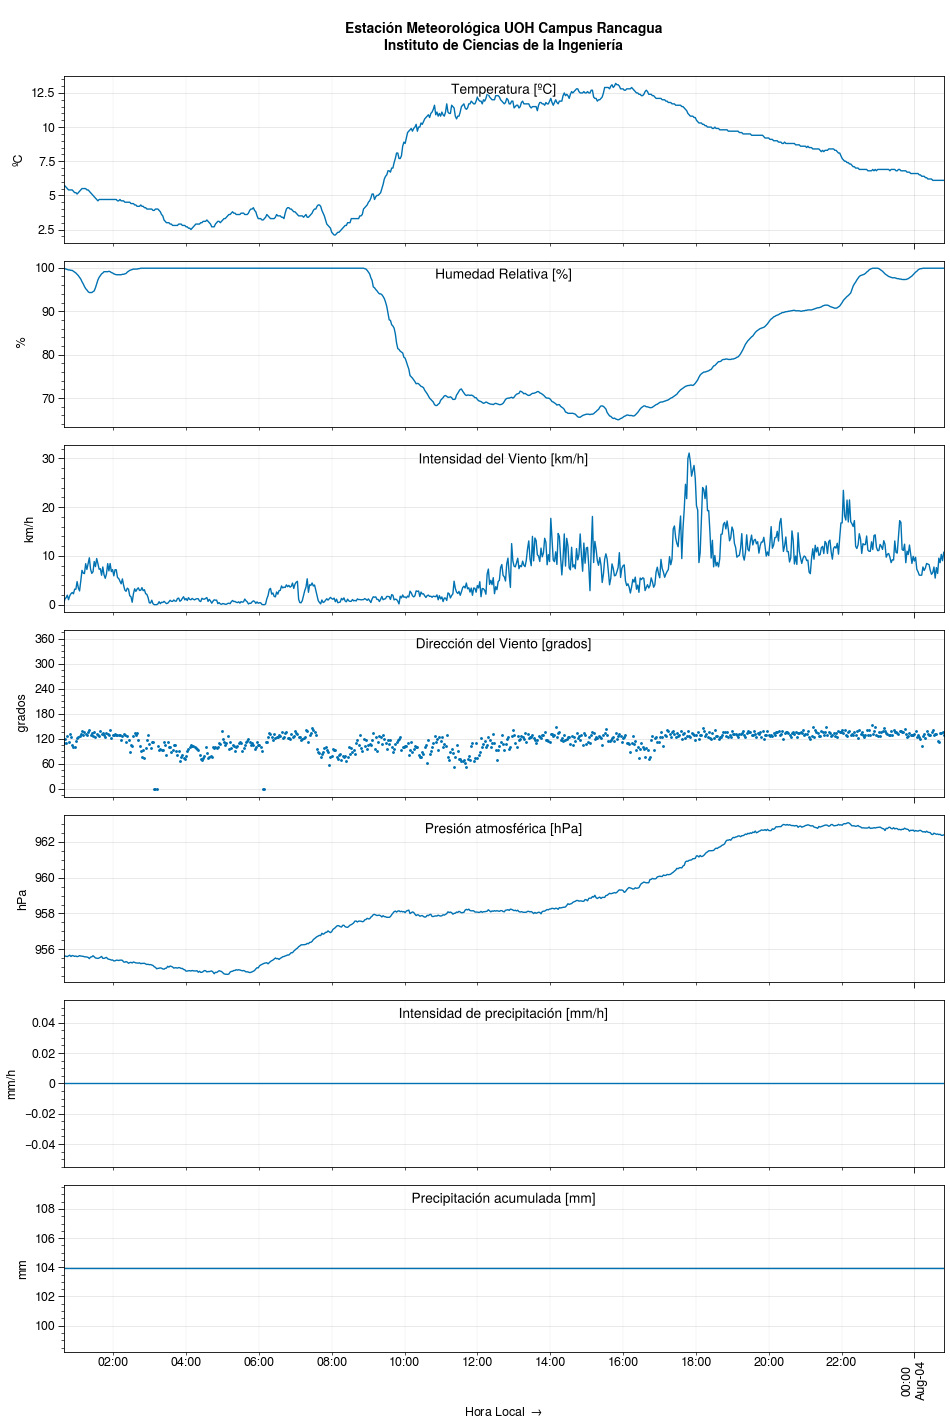 Estación Meteorológica UOH Campus Rancagua
Instituto de Ciencias de la Ingeniería
Temperatura [ºC]
12.5
10
7.5
5
2.5
ºC
Humedad Relativa [%]
100
90
80
70
%
Intensidad del Viento [km/h]
30
20
10
0
km/h
Dirección del Viento [grados]
360
300
240
180
120
60
0
grados
Presión atmosférica [hPa]
962
960
958
956
hPa
Intensidad de precipitación [mm/h]
0.04
0.02
0
−0.02
−0.04
mm/h
Precipitación acumulada [mm]
108
106
104
102
100
mm
02:00 04:00 06:00 08:00 10:00 12:00 14:00 16:00 18:00 20:00 22:00 00:00
Aug-04
Hora Local →